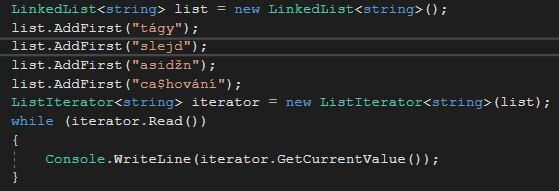 LinkedList<string> list = new LinkedList<string>();
list.AddFirst("tágy");
list.AddFirst("slejd");
list.AddFirst("asidžn");
list.AddFirst("ca$hování");
ListIterator<string> iterator = new ListIterator<string>(list);
while (iterator.Read())
{
    Console.WriteLine(iterator.GetCurrentValue());
}